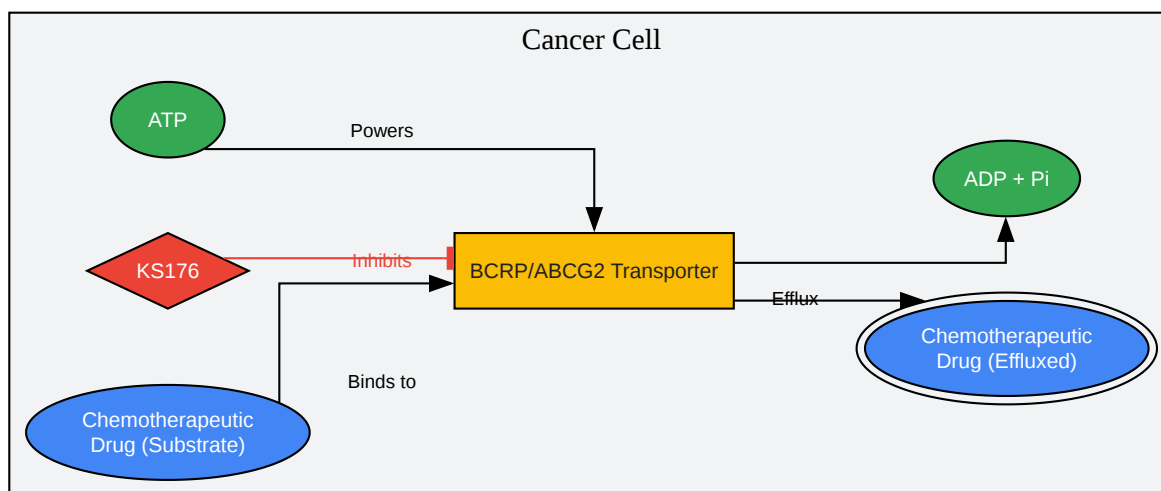 Cancer Cell
ATP
Powers
ADP + Pi
KS176
Inhibits
BCRP/ABCG2 Transporter
Efflux
Chemotherapeutic
Drug (Effluxed)
Binds to
Chemotherapeutic
Drug (Substrate)